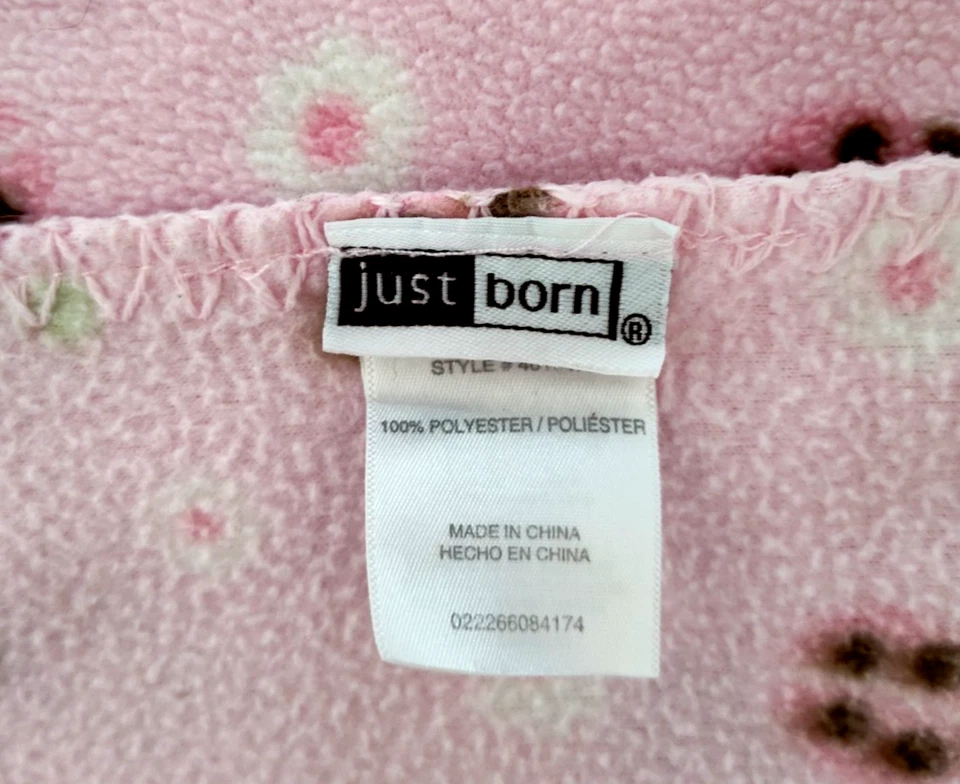 just born ®
STYLE #
100% POLYESTER / POLIÉSTER
MADE IN CHINA
HECHO EN CHINA
022266084174